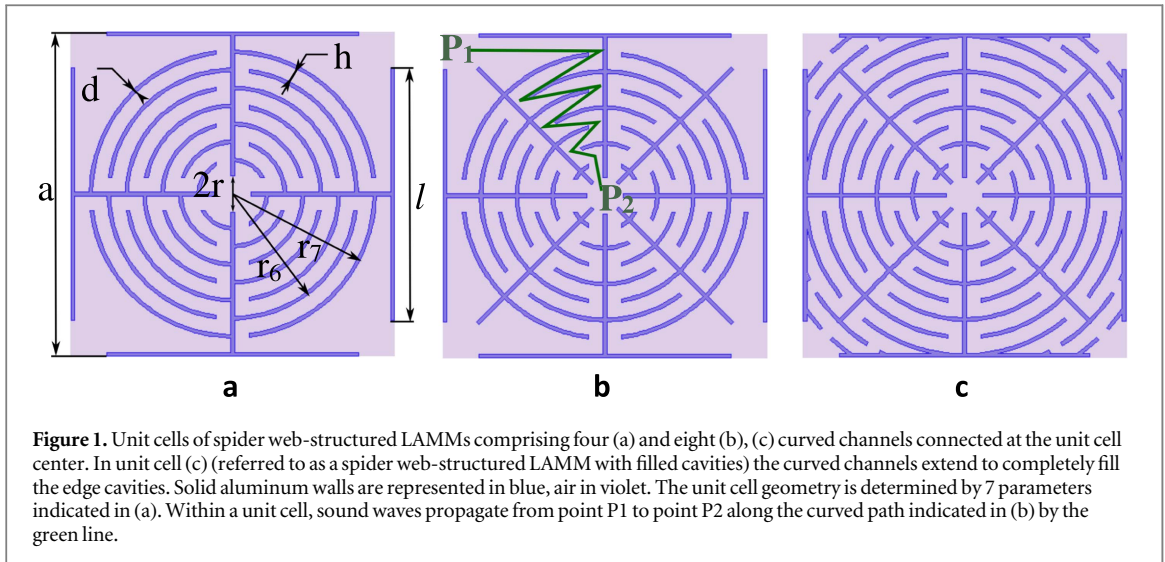 a
d
h
2r
l
r6
r7
P1
P2
a
b
c
Figure 1. Unit cells of spider web-structured LAMMs comprising four (a) and eight (b), (c) curved channels connected at the unit cell
center. In unit cell (c) (referred to as a spider web-structured LAMM with filled cavities) the curved channels extend to completely fill
the edge cavities. Solid aluminum walls are represented in blue, air in violet. The unit cell geometry is determined by 7 parameters
indicated in (a). Within a unit cell, sound waves propagate from point P1 to point P2 along the curved path indicated in (b) by the
green line.